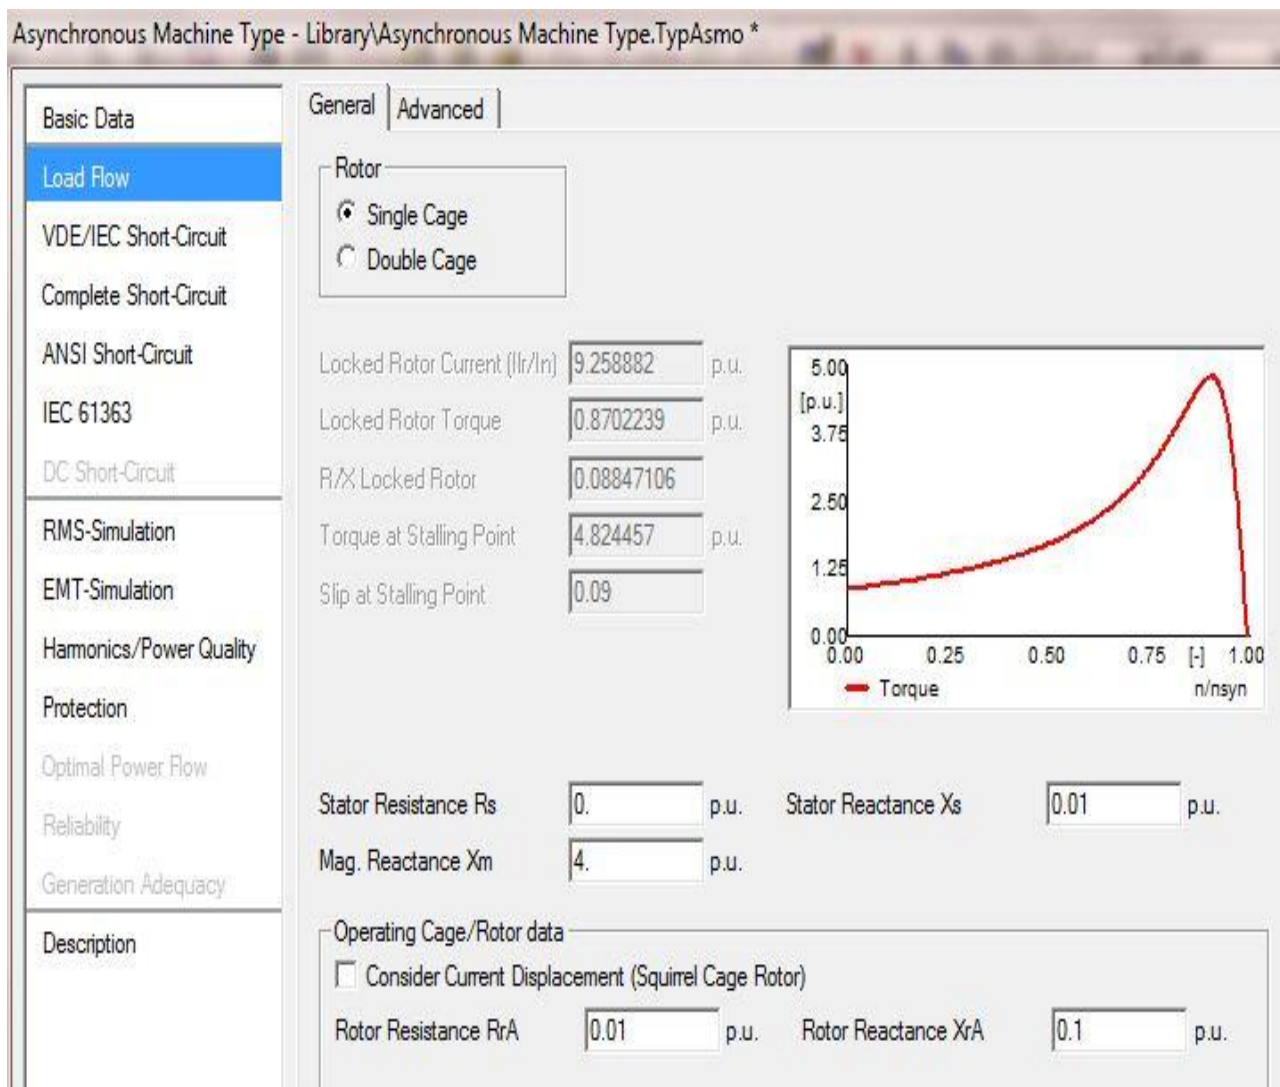 Asynchronous Machine Type - Library\Asynchronous Machine Type.TypAsmo *
Basic Data
Load Flow
VDE/IEC Short-Circuit
Complete Short-Circuit
ANSI Short-Circuit
IEC 61363
DC Short-Circuit
RMS-Simulation
EMT-Simulation
Harmonics/Power Quality
Protection
Optimal Power Flow
Reliability
Generation Adequacy
Description
General Advanced
Rotor
Single Cage
Double Cage
Locked Rotor Current (Ilr/In) 9.258882 p.u.
Locked Rotor Torque 0.8702239 p.u.
R/X Locked Rotor 0.08847106
Torque at Stalling Point 4.824457 p.u.
Slip at Stalling Point 0.09
5.00
[p.u.]
3.75
2.50
1.25
0.00
0.00 0.25 0.50 0.75 [-] 1.00
Torque n/nsyn
Stator Resistance Rs 0. p.u. Stator Reactance Xs 0.01 p.u.
Mag. Reactance Xm 4. p.u.
Operating Cage/Rotor data
Consider Current Displacement (Squirrel Cage Rotor)
Rotor Resistance RrA 0.01 p.u. Rotor Reactance XrA 0.1 p.u.